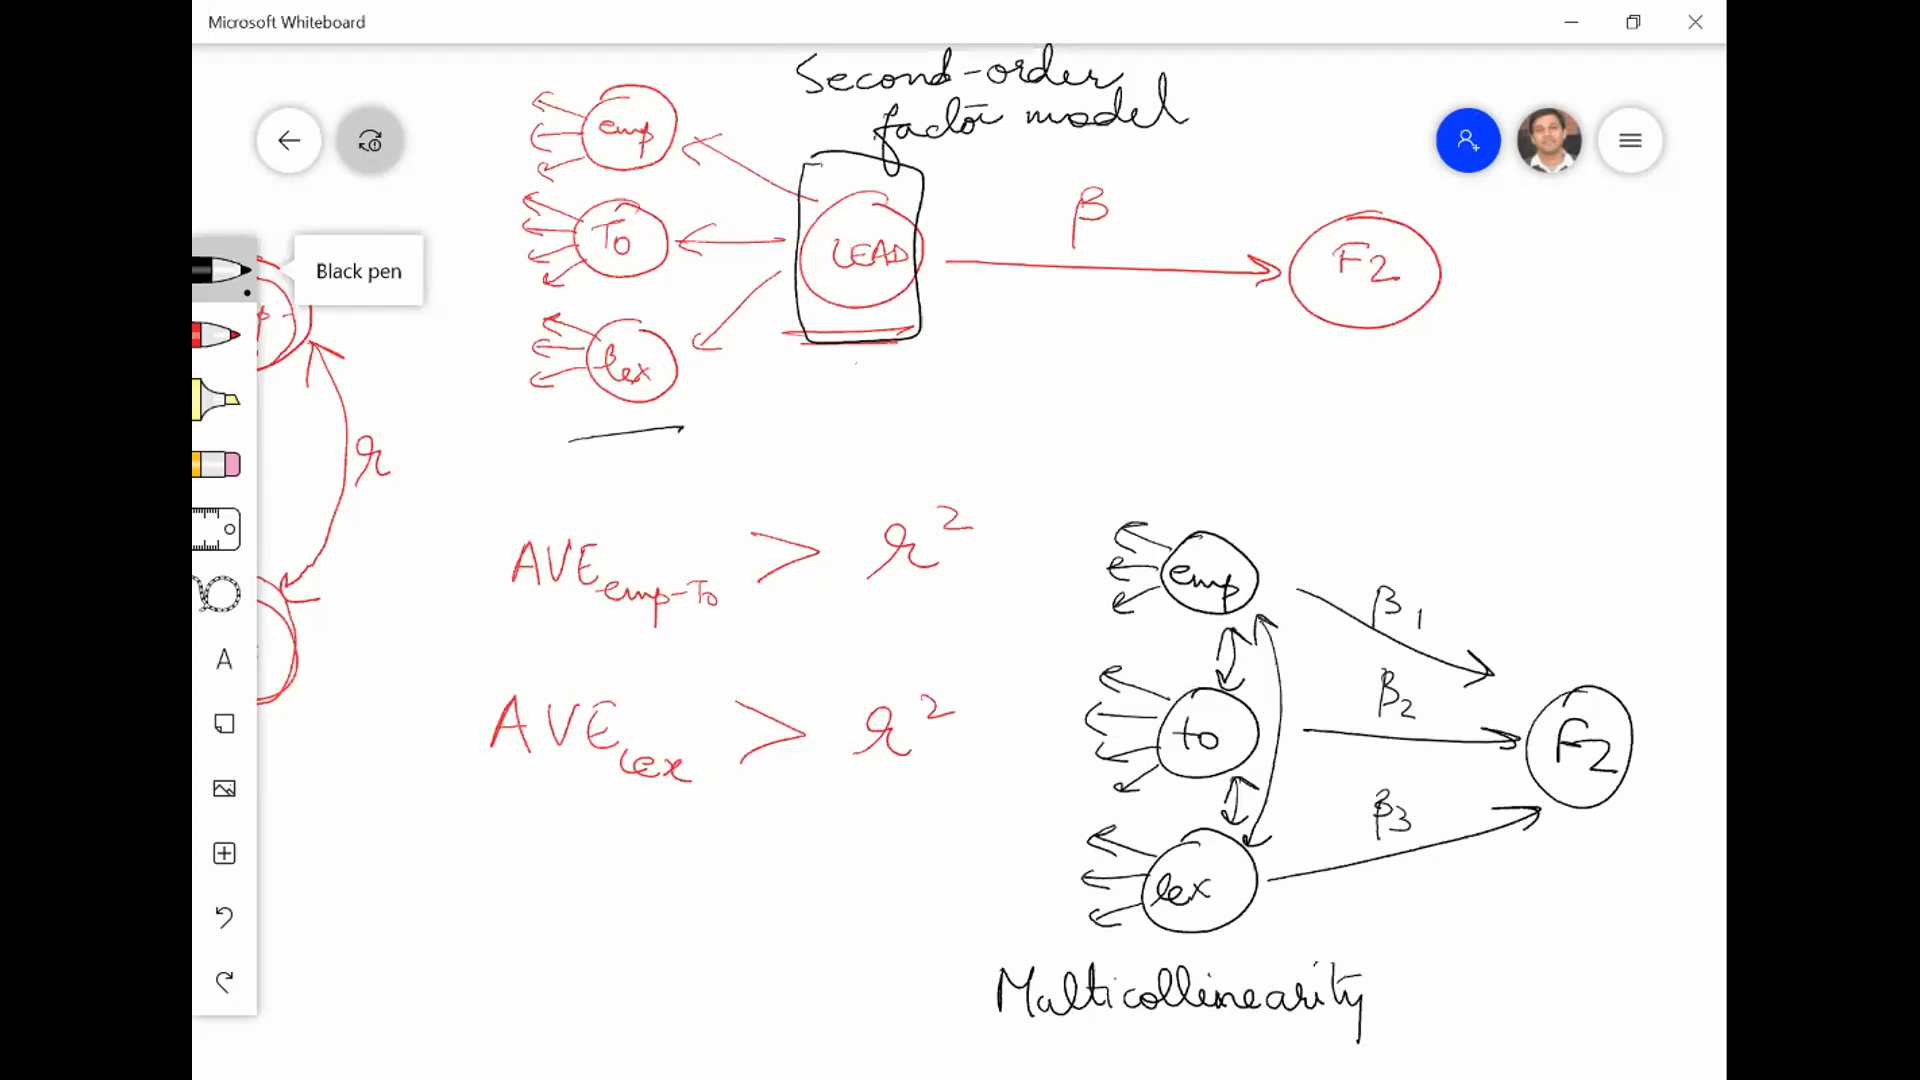 Microsoft Whiteboard
Second-order
factor model
emp
To
LEAD
β
F2
Black pen
lex
r
AVE emp-To > r²
AVE lex > r²
emp
β1
to
β2
F2
β3
lex
Multicollinearity
A